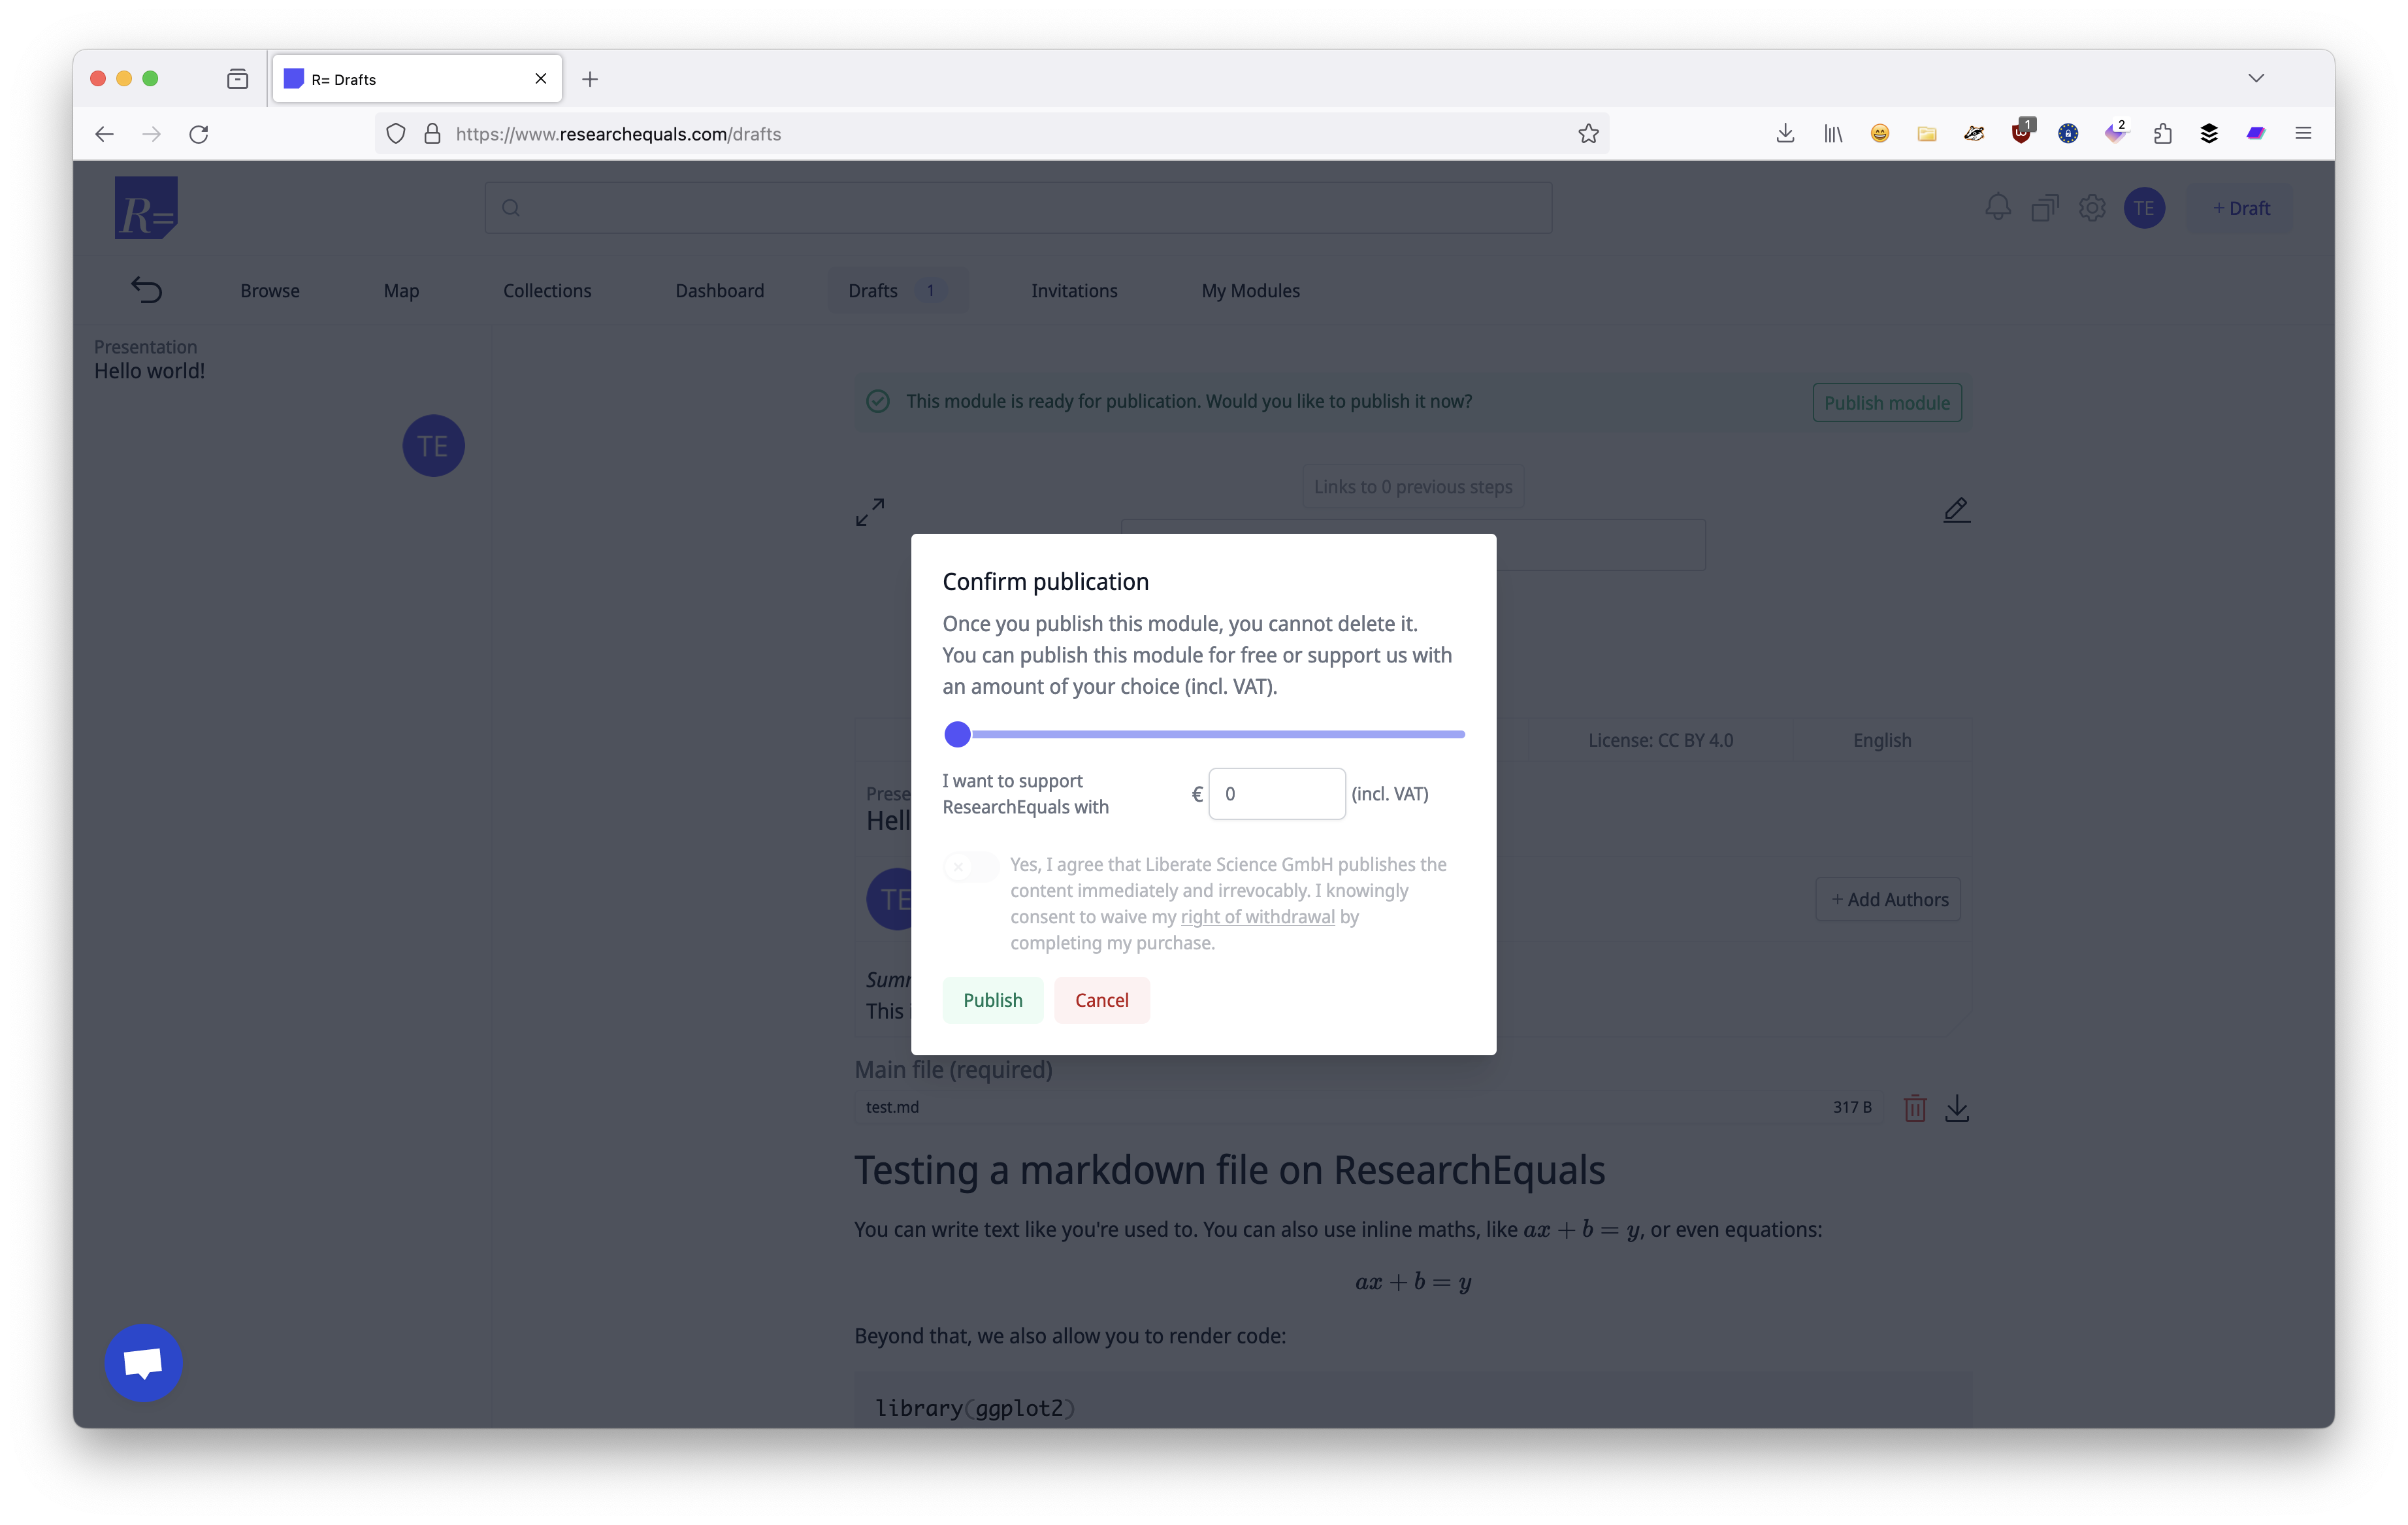 R= Drafts
https://www.researchequals.com/drafts
1
2
R=
TE
+ Draft
Browse
Map
Collections
Dashboard
Drafts 1
Invitations
My Modules
Presentation
Hello world!
TE
This module is ready for publication. Would you like to publish it now?
Publish module
Links to 0 previous steps
Confirm publication
Once you publish this module, you cannot delete it.
You can publish this module for free or support us with
an amount of your choice (incl. VAT).
I want to support
ResearchEquals with
€ 0 (incl. VAT)
Yes, I agree that Liberate Science GmbH publishes the
content immediately and irrevocably. I knowingly
consent to waive my right of withdrawal by
completing my purchase.
Publish
Cancel
License: CC BY 4.0
English
Prese
Hell
TE
+ Add Authors
This
Main file (required)
test.md
317 B
Testing a markdown file on ResearchEquals
You can write text like you're used to. You can also use inline maths, like ax + b = y, or even equations:
ax + b = y
Beyond that, we also allow you to render code:
library(ggplot2)